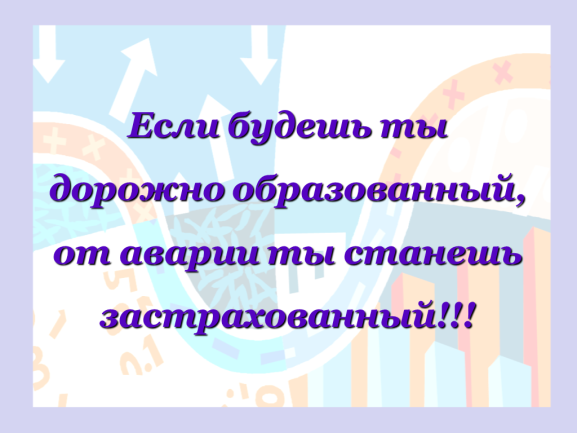 Если будешь ты
дорожно образованный,
от аварии ты станешь
застрахованный!!!